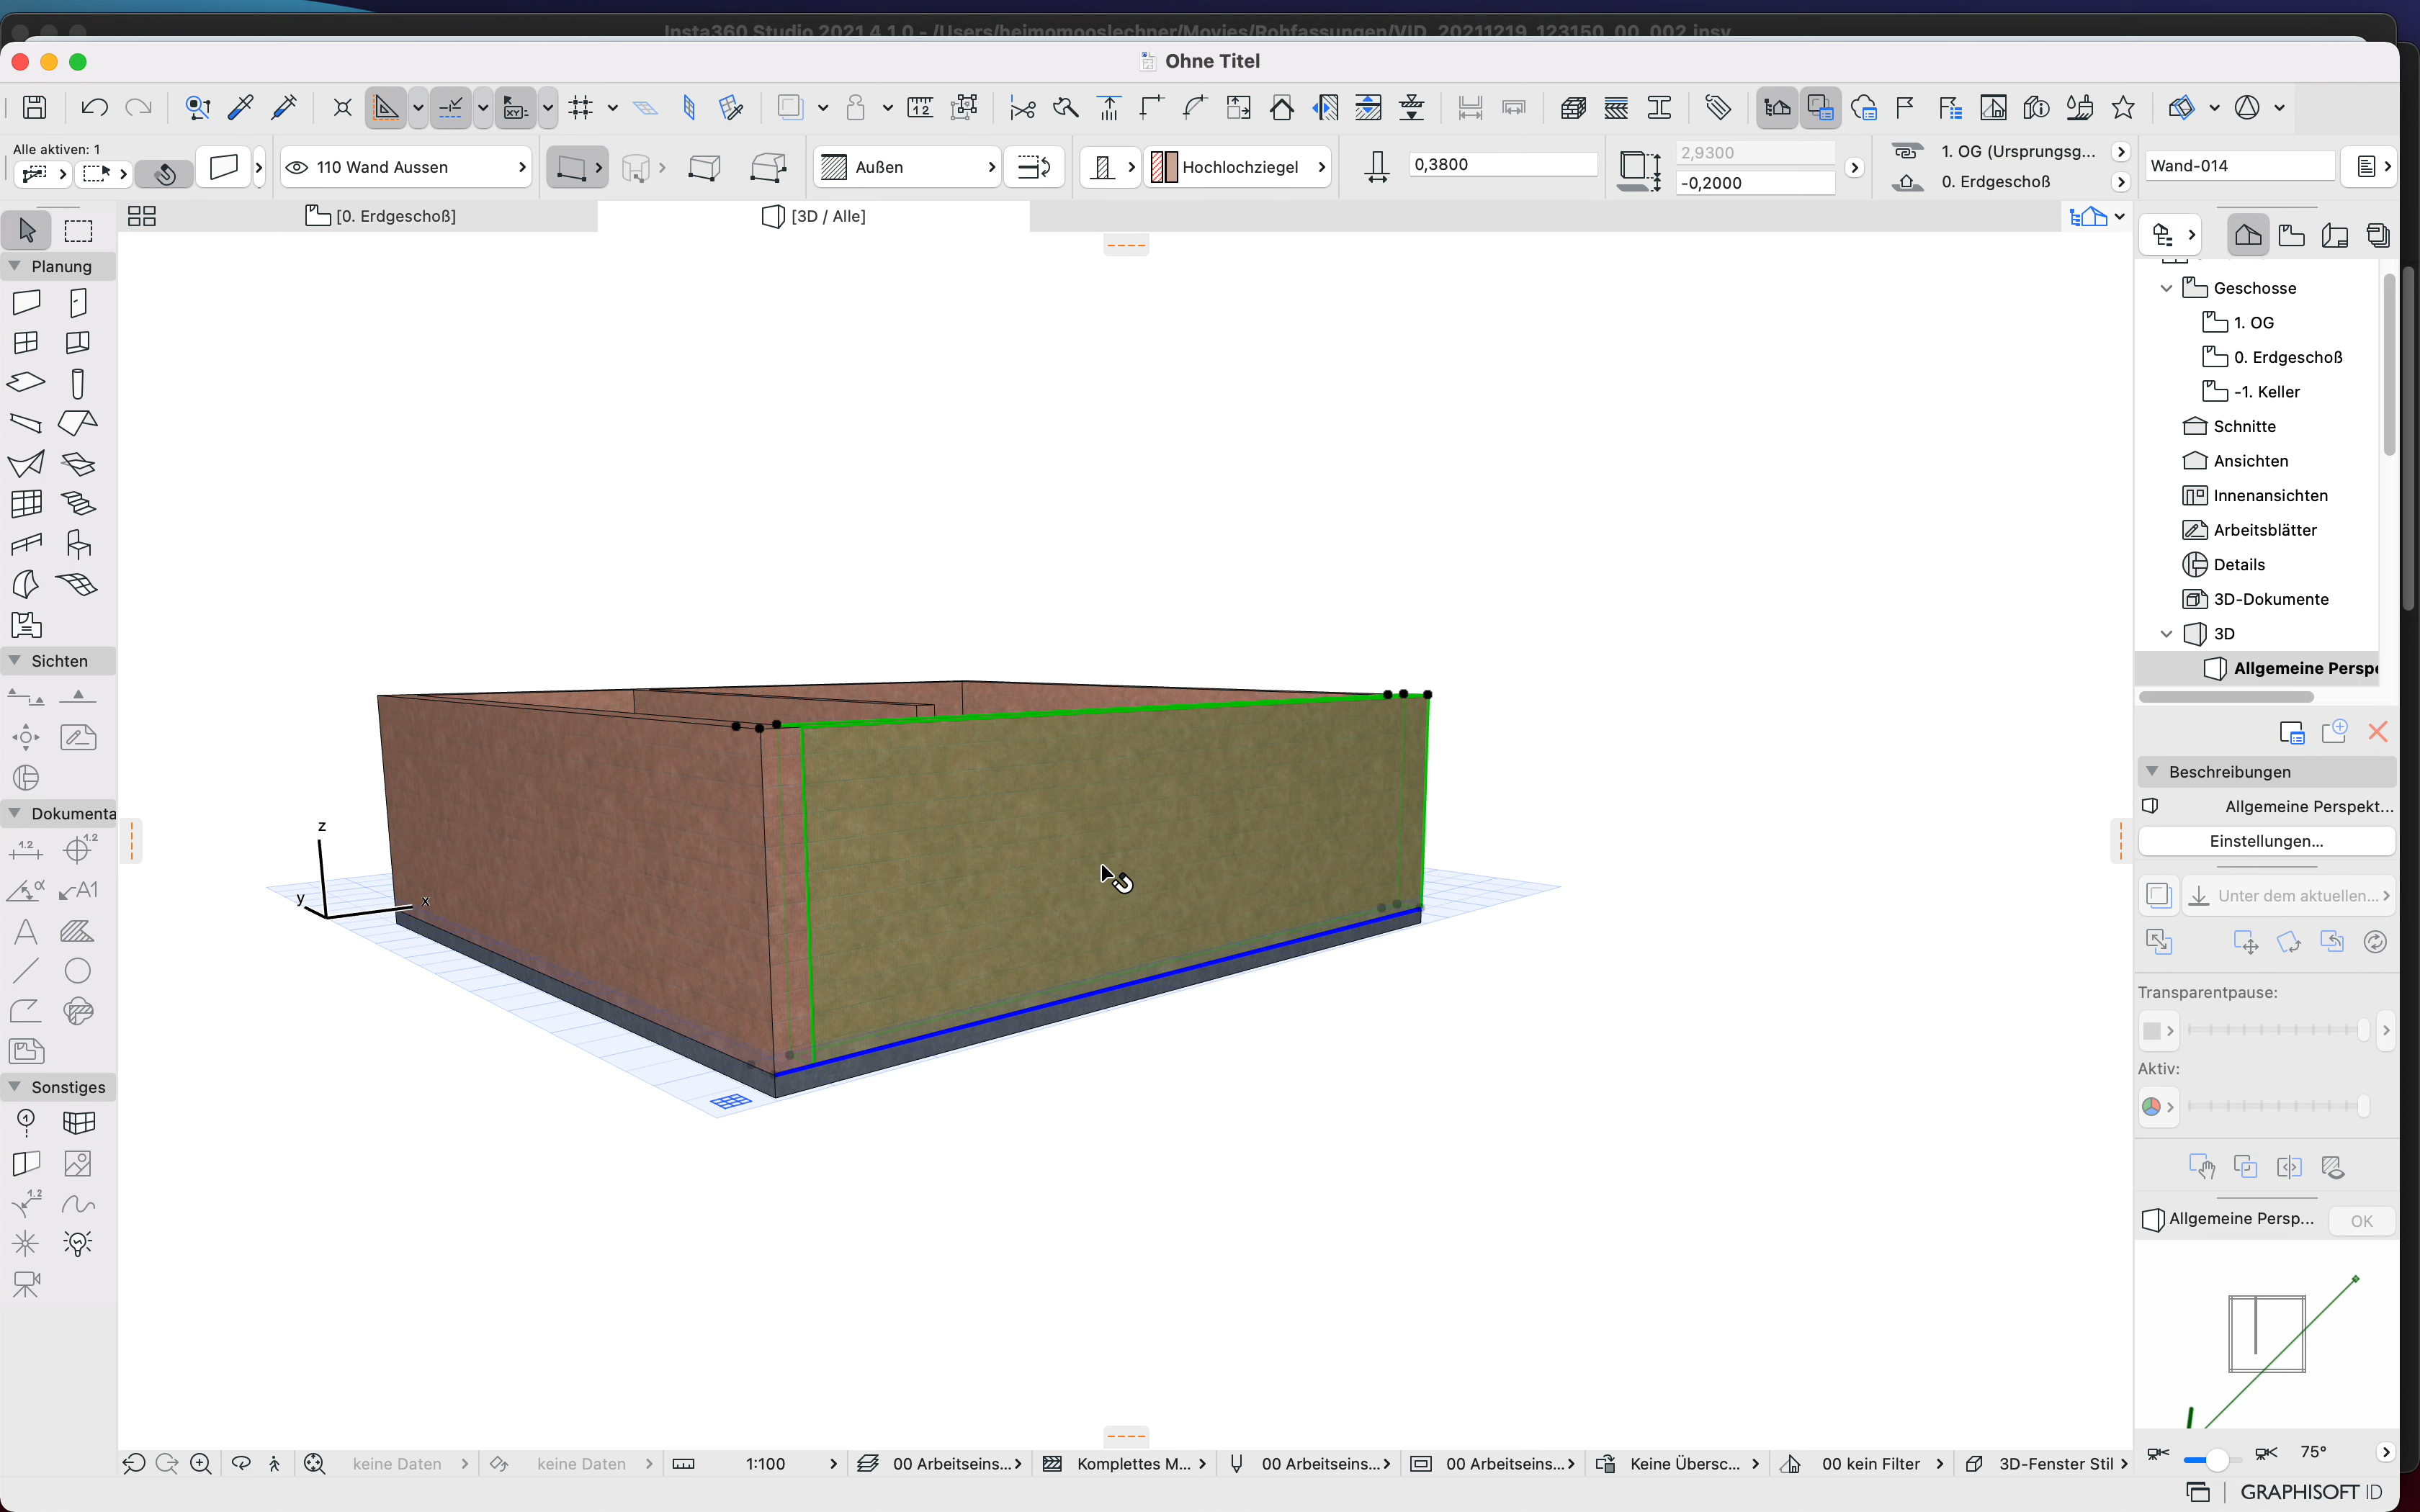 Insta360 Studio 2021 4.1.0 - /Users/heimomooslechner/Movies/Rohfassungen/VID_20211219_123150_00_002.insv
Ohne Titel
Alle aktiven: 1
110 Wand Aussen
Außen
Hochlochziegel
0,3800
2,9300
-0,2000
1. OG (Ursprungsg...
0. Erdgeschoß
Wand-014
[0. Erdgeschoß]
[3D / Alle]
Planung
Sichten
Dokumenta
Sonstiges
Geschosse
1. OG
0. Erdgeschoß
-1. Keller
Schnitte
Ansichten
Innenansichten
Arbeitsblätter
Details
3D-Dokumente
3D
Allgemeine Perspe
Beschreibungen
Allgemeine Perspekt...
Einstellungen...
Unter dem aktuellen...
Transparentpause:
Aktiv:
Allgemeine Persp...
OK
z
y
x
75°
keine Daten
keine Daten
1:100
00 Arbeitseins...
Komplettes M...
00 Arbeitseins...
00 Arbeitseins...
Keine Übersc...
00 kein Filter
3D-Fenster Stil
GRAPHISOFT ID